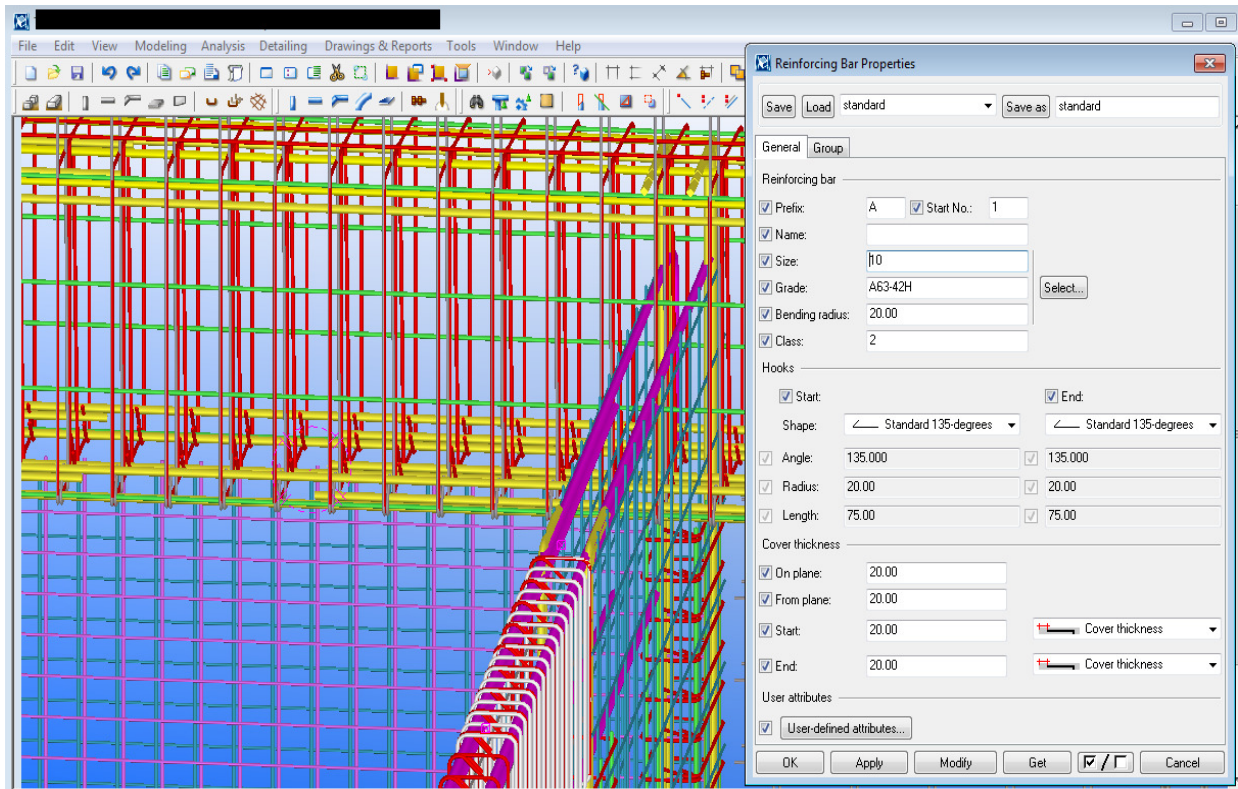 File Edit View Modeling Analysis Detailing Drawings & Reports Tools Window Help
Reinforcing Bar Properties
Save Load standard Save as standard
General Group
Reinforcing bar
Prefix: A Start No.: 1
Name:
Size: 10
Grade: A63-42H Select...
Bending radius: 20.00
Class: 2
Hooks
Start: End:
Shape: Standard 135-degrees Standard 135-degrees
Angle: 135.000 135.000
Radius: 20.00 20.00
Length: 75.00 75.00
Cover thickness
On plane: 20.00
From plane: 20.00
Start: 20.00 Cover thickness
End: 20.00 Cover thickness
User attributes
User-defined attributes...
OK Apply Modify Get / Cancel